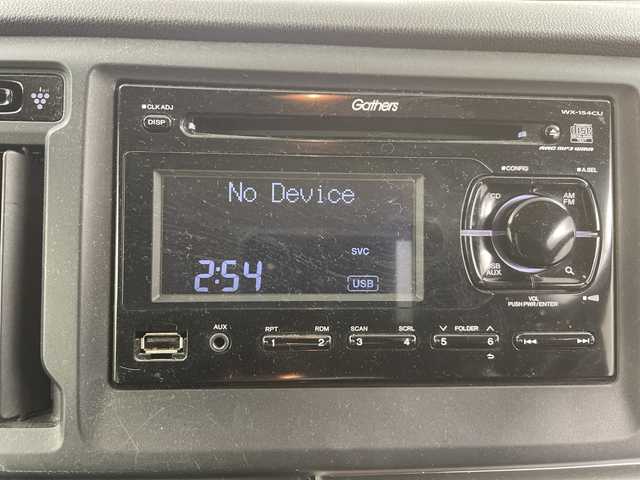 ■CLK ADJ
DISP
Gathers
WX-154CU
■CONFIG
■A.SEL
CD
AM
FM
USB
AUX
VOL
PUSH PWR/ENTER
No Device
SVC
2:54
USB
AUX
RPT
1
RDM
2
SCAN
3
SCRL
4
FOLDER
5
6